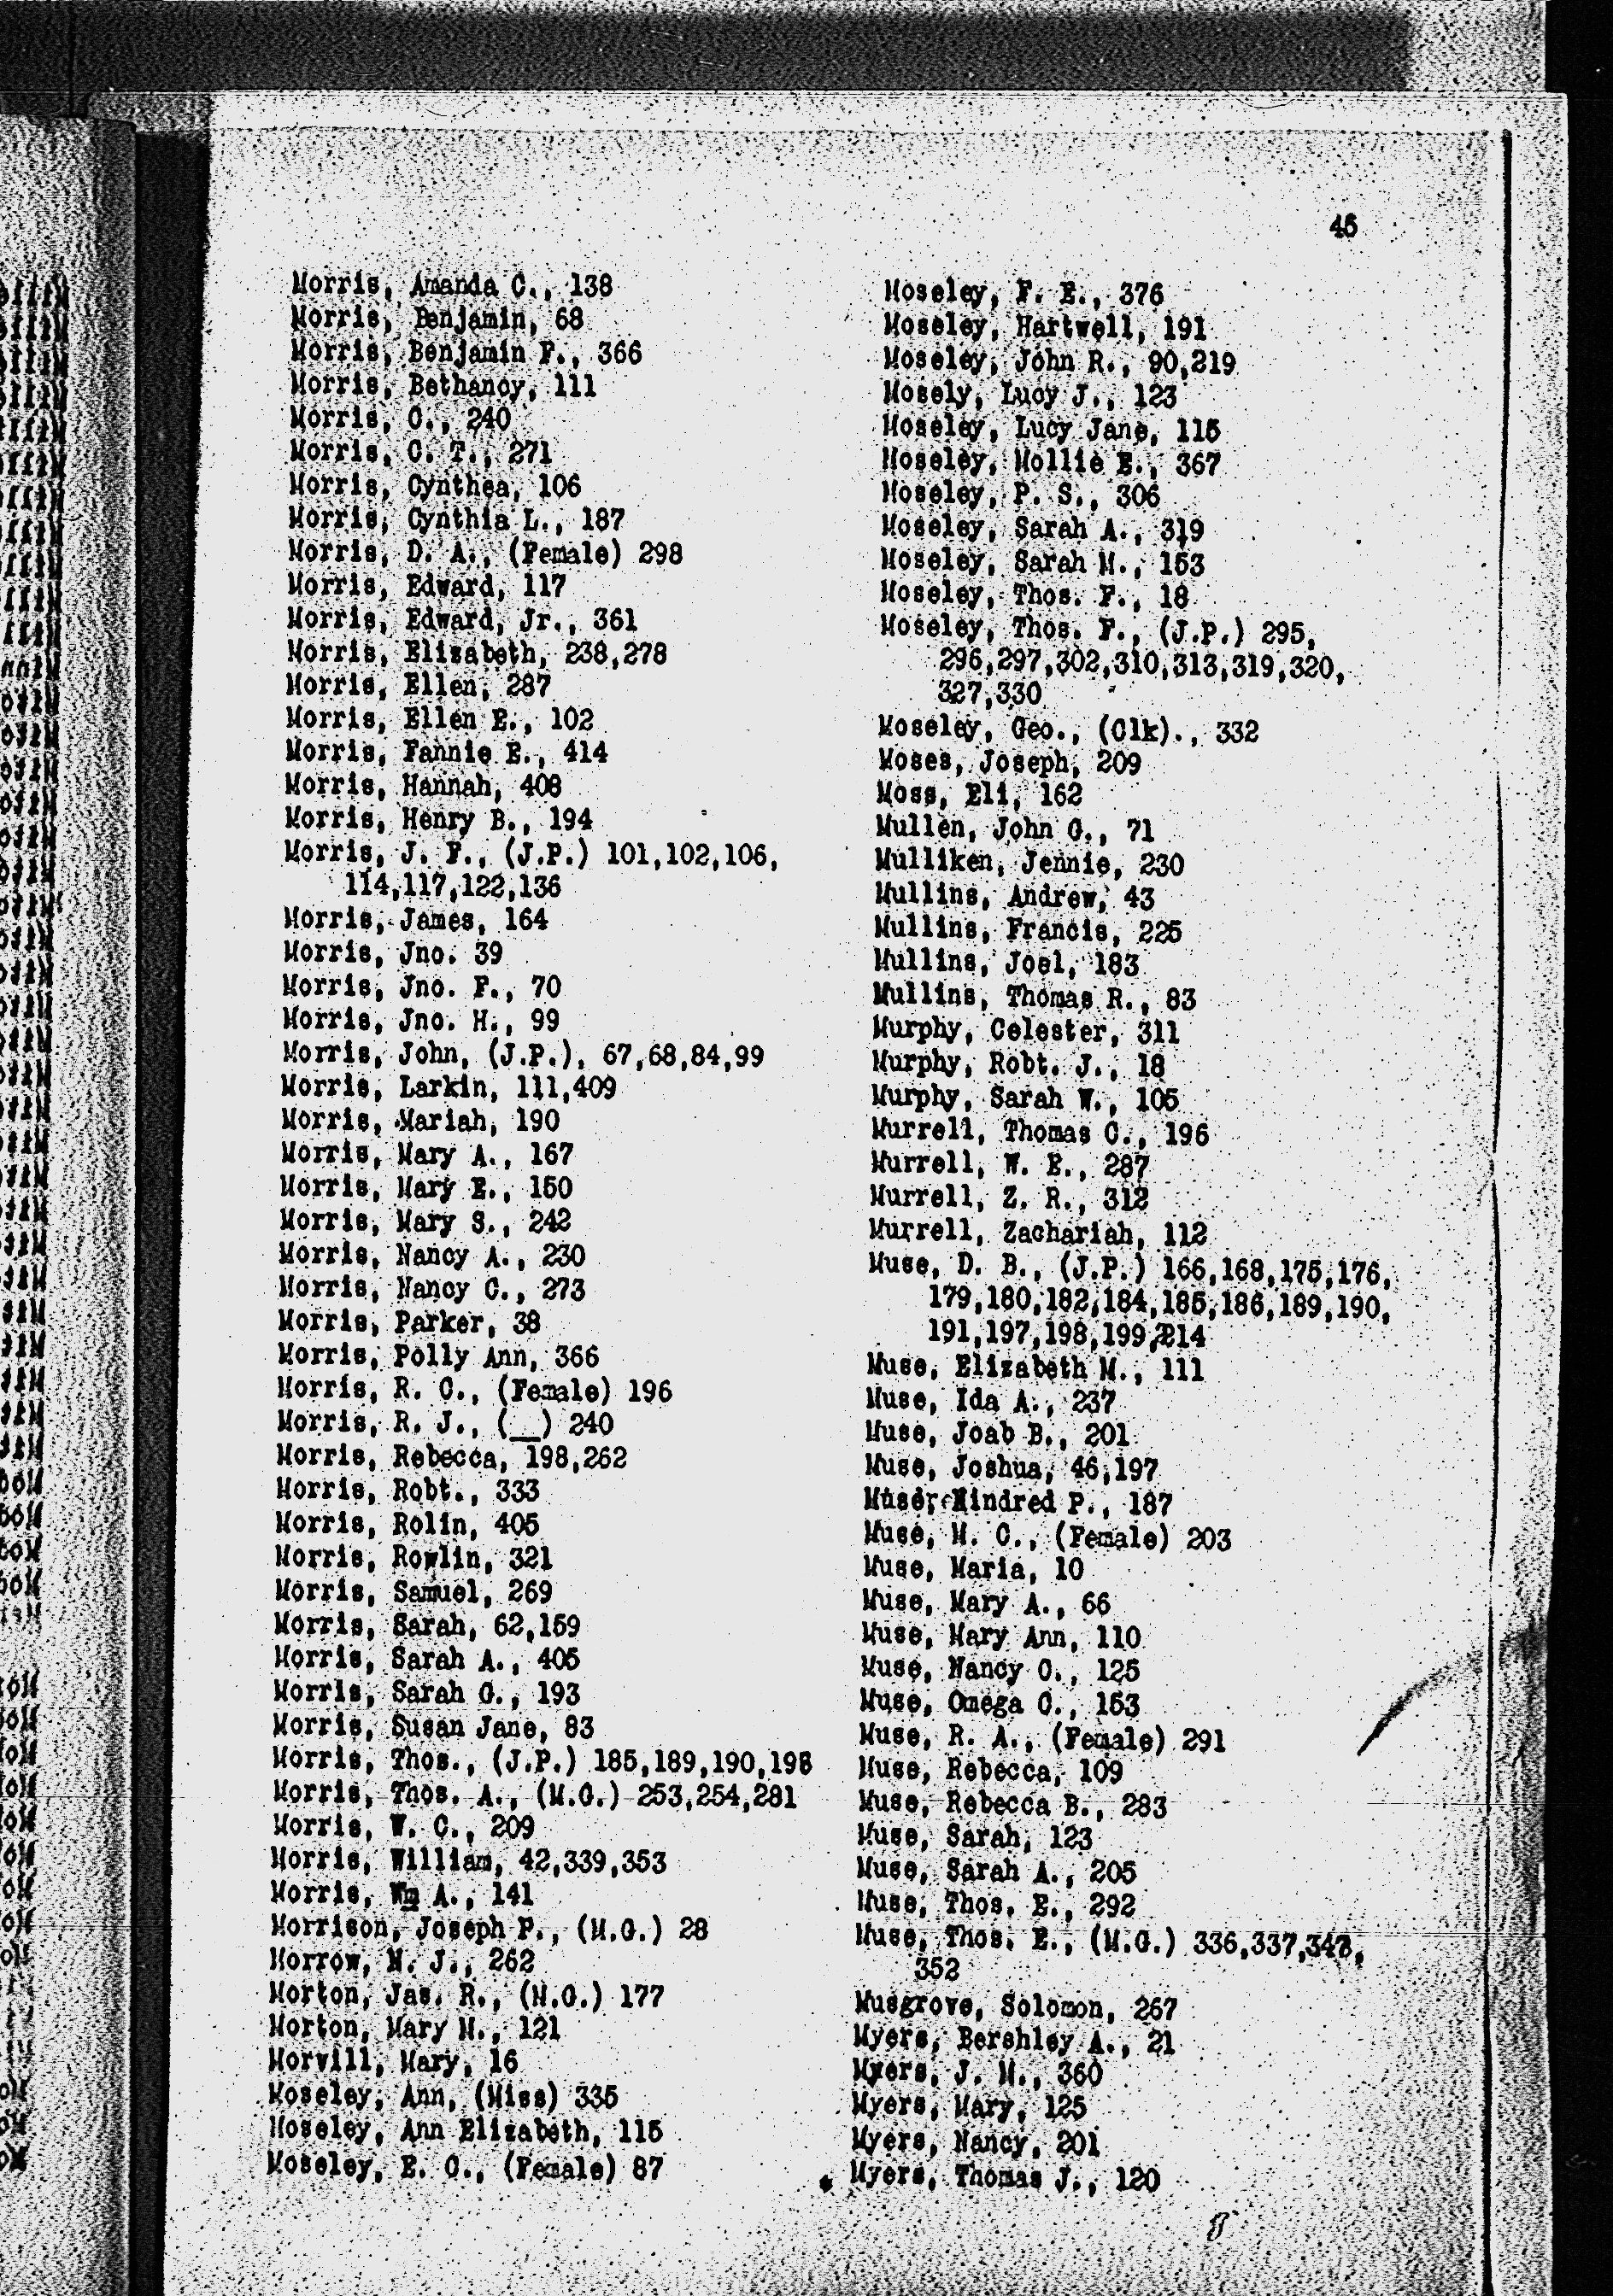 45
Morris, Amanda C., 138
Morris, Benjamin, 68
Morris, Benjamin F., 366
Morris, Bethancy, 111
Morris, C., 240
Morris, C. T., 271
Morris, Cynthea, 106
Morris, Cynthia L., 187
Morris, D. A., (Female) 298
Morris, Edward, 117
Morris, Edward, Jr., 361
Morris, Elizabeth, 238,278
Morris, Ellen, 287
Morris, Ellen E., 102
Morris, Fannie E., 414
Morris, Hannah, 408
Morris, Henry B., 194
Morris, J. F., (J.P.) 101,102,106,
114,117,122,136
Morris, James, 164
Morris, Jno. 39
Morris, Jno. F., 70
Morris, Jno. H., 99
Morris, John, (J.P.), 67,68,84,99
Morris, Larkin, 111,409
Morris, Mariah, 190
Morris, Mary A., 167
Morris, Mary E., 150
Morris, Mary S., 242
Morris, Nancy A., 230
Morris, Nancy C., 273
Morris, Parker, 38
Morris, Polly Ann, 366
Morris, R. C., (Female) 196
Morris, R. J., (__) 240
Morris, Rebecca, 198,262
Morris, Robt., 333
Morris, Rolin, 405
Morris, Rowlin, 321
Morris, Samuel, 269
Morris, Sarah, 62,159
Morris, Sarah A., 405
Morris, Sarah G., 193
Morris, Susan Jane, 83
Morris, Thos., (J.P.) 185,189,190,198
Morris, Thos. A., (M.G.) 253,254,281
Morris, W. C., 209
Morris, William, 42,339,353
Morris, Wm A., 141
Morrison, Joseph P., (M.G.) 28
Morrow, M. J., 262
Morton, Jas. R., (M.G.) 177
Morton, Mary M., 121
Morvill, Mary, 16
Moseley, Ann, (Miss) 335
Moseley, Ann Elizabeth, 115
Moseley, E. C., (Female) 87
Moseley, F. E., 376
Moseley, Hartwell, 191
Moseley, John R., 90,219
Mosely, Lucy J., 123
Moseley, Lucy Jane, 115
Moseley, Mollie E., 367
Moseley, P. S., 306
Moseley, Sarah A., 319
Moseley, Sarah M., 153
Moseley, Thos. F., 18
Moseley, Thos. F., (J.P.) 295,
296,297,302,310,313,319,320,
327,330
Moseley, Geo., (Clk)., 332
Moses, Joseph, 209
Moss, Eli, 162
Mullen, John G., 71
Mulliken, Jennie, 230
Mullins, Andrew, 43
Mullins, Francis, 225
Mullins, Joel, 183
Mullins, Thomas R., 83
Murphy, Celester, 311
Murphy, Robt. J., 18
Murphy, Sarah W., 105
Murrell, Thomas C., 196
Murrell, W. E., 287
Murrell, Z. R., 312
Murrell, Zachariah, 112
Muse, D. B., (J.P.) 166,168,175,176,
179,180,182,184,185,186,189,190,
191,197,198,199,214
Muse, Elizabeth M., 111
Muse, Ida A., 237
Muse, Joab B., 201
Muse, Joshua, 46,197
Muse, Kindred P., 187
Muse, M. C., (Female) 203
Muse, Maria, 10
Muse, Mary A., 66
Muse, Mary Ann, 110
Muse, Nancy C., 125
Muse, Omega C., 153
Muse, R. A., (Female) 291
Muse, Rebecca, 109
Muse, Rebecca B., 283
Muse, Sarah, 123
Muse, Sarah A., 205
Muse, Thos. E., 292
Muse, Thos. E., (M.G.) 336,337,343,
352
Musgrove, Solomon, 267
Myers, Bershley A., 21
Myers, J. M., 360
Myers, Mary, 125
Myers, Nancy, 201
Myers, Thomas J., 120